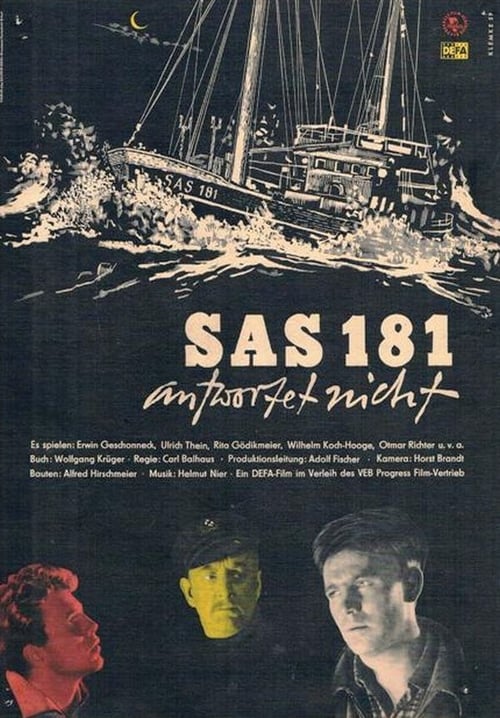 KLEMKE 59
DEFA
SAS 181
SAS 181
antwortet nicht
Es spielen: Erwin Geschonneck, Ulrich Thein, Rita Gödikmeier, Wilhelm Koch-Hooge, Otmar Richter u. v. a.
Buch: Wolfgang Krüger · Regie: Carl Balhaus · Produktionsleitung: Adolf Fischer · Kamera: Horst Brandt
Bauten: Alfred Hirschmeier · Musik: Helmut Nier · Ein DEFA-Film im Verleih des VEB Progress Film-Vertrieb